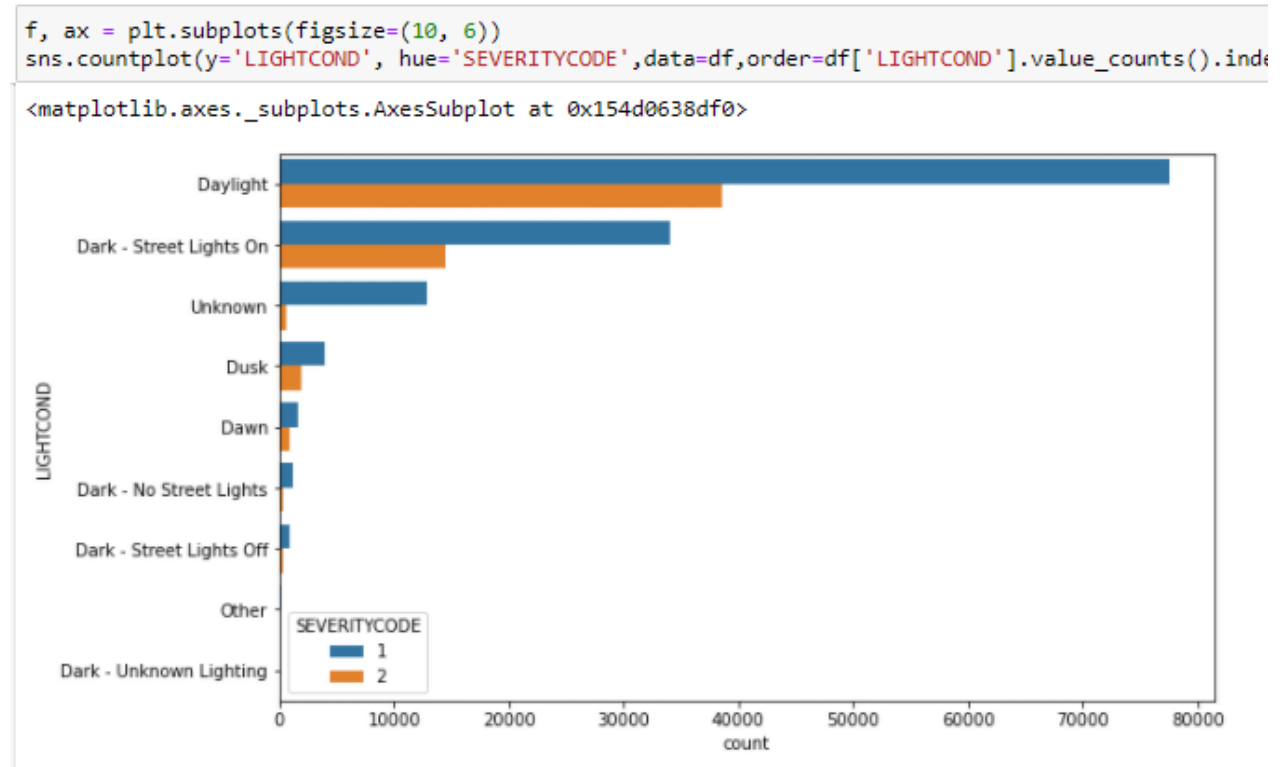 f, ax = plt.subplots(figsize=(10, 6))
sns.countplot(y='LIGHTCOND', hue='SEVERITYCODE',data=df,order=df['LIGHTCOND'].value_counts().inde
<matplotlib.axes._subplots.AxesSubplot at 0x154d0638df0>
Daylight
Dark - Street Lights On
Unknown
Dusk
Dawn
Dark - No Street Lights
Dark - Street Lights Off
Other
Dark - Unknown Lighting
LIGHTCOND
SEVERITYCODE
1
2
0 10000 20000 30000 40000 50000 60000 70000 80000
count